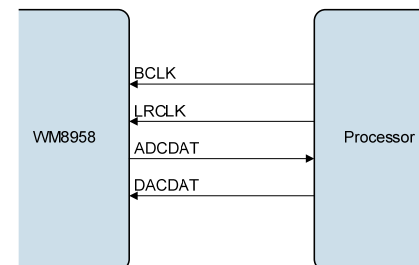 BCLK
LRCLK
WM8958
Processor
ADCDAT
DACDAT